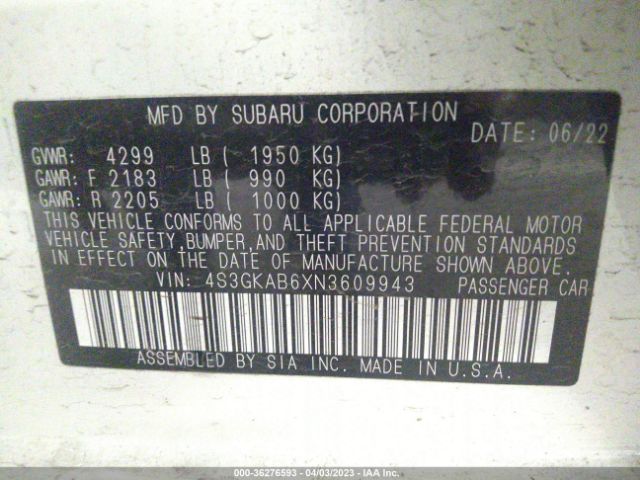 MFD BY SUBARU CORPORATION
DATE: 06/22
GVWR: 4299 LB ( 1950 KG)
GAWR: F 2183 LB ( 990 KG)
GAWR: R 2205 LB ( 1000 KG)
THIS VEHICLE CONFORMS TO ALL APPLICABLE FEDERAL MOTOR
VEHICLE SAFETY, BUMPER, AND THEFT PREVENTION STANDARDS
IN EFFECT ON THE DATE OF MANUFACTURE SHOWN ABOVE.
VIN: 4S3GKAB6XN3609943 PASSENGER CAR
ASSEMBLED BY SIA INC. MADE IN U.S.A.
000-36276593 - 04/03/2023 - IAA Inc.